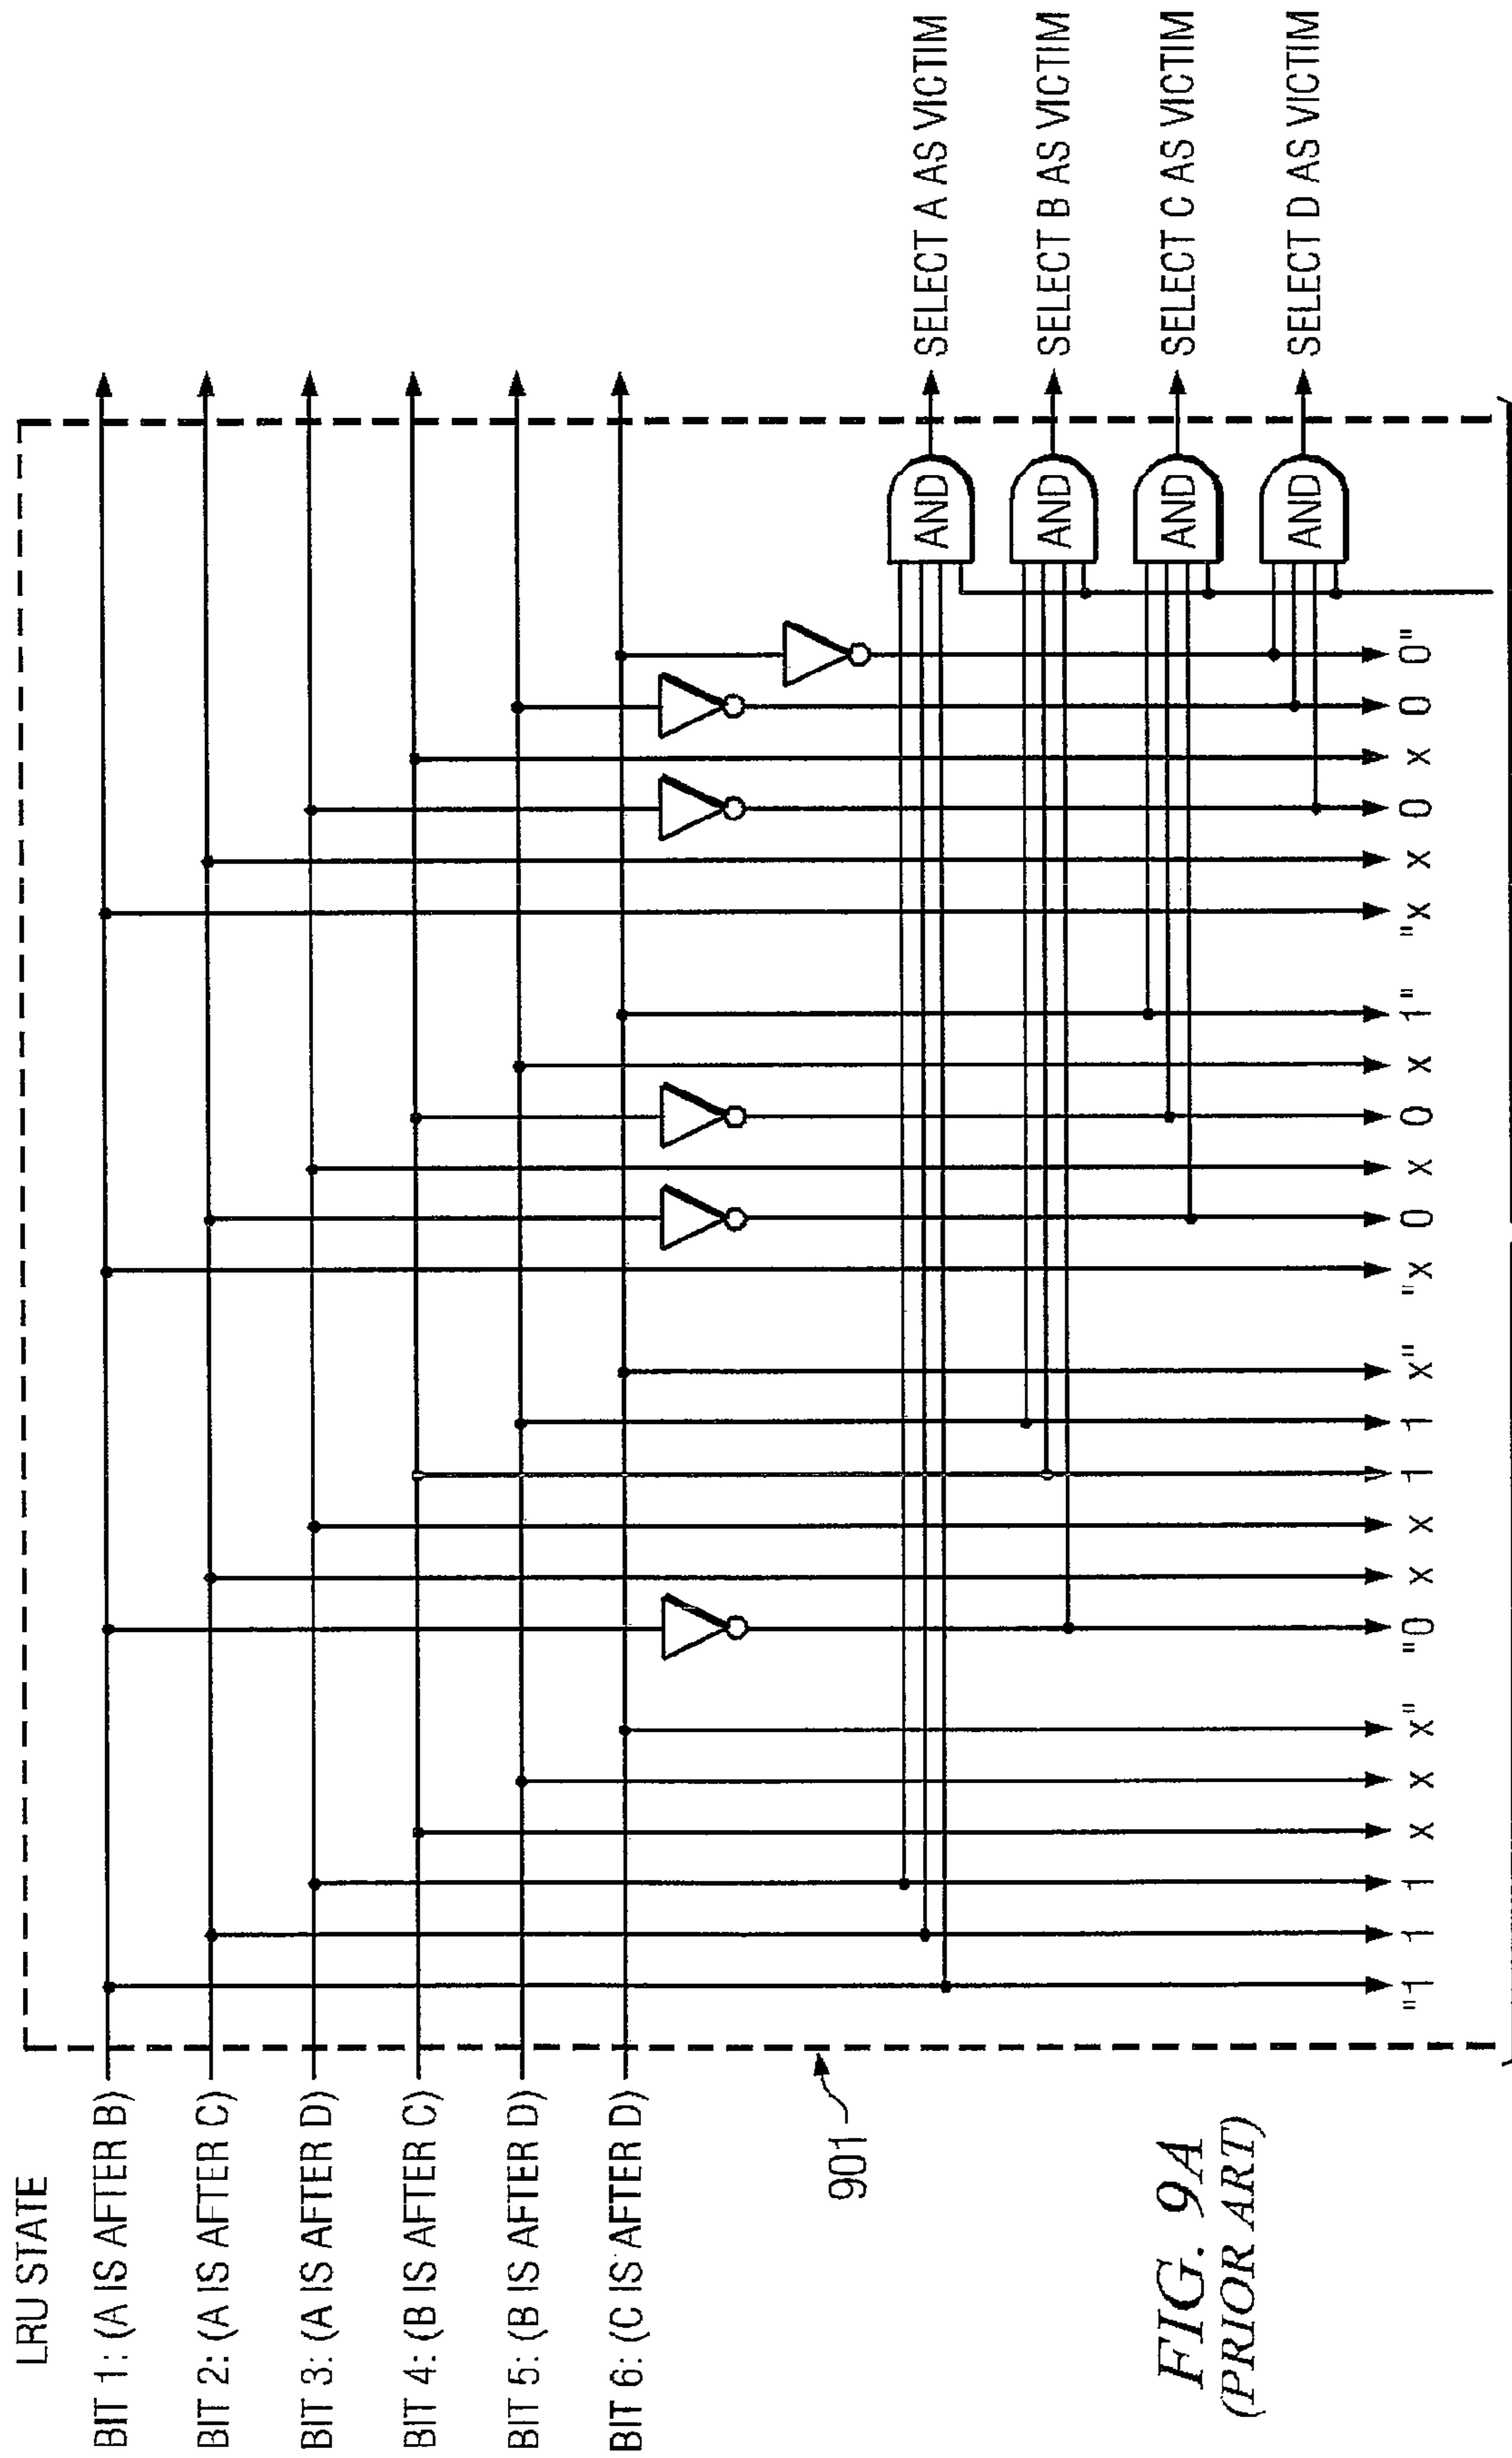 LRU STATE
BIT 1: (A IS AFTER B)
BIT 2: (A IS AFTER C)
BIT 3: (A IS AFTER D)
BIT 4: (B IS AFTER C)
BIT 5: (B IS AFTER D)
BIT 6: (C IS AFTER D)
901
AND
SELECT A AS VICTIM
AND
SELECT B AS VICTIM
AND
SELECT C AS VICTIM
AND
SELECT D AS VICTIM
"1 1 1 x x x" "0 x x 1 1 x" "x 0 x 0 x 1" "x x 0 x 0 0"
FIG. 9A
(PRIOR ART)